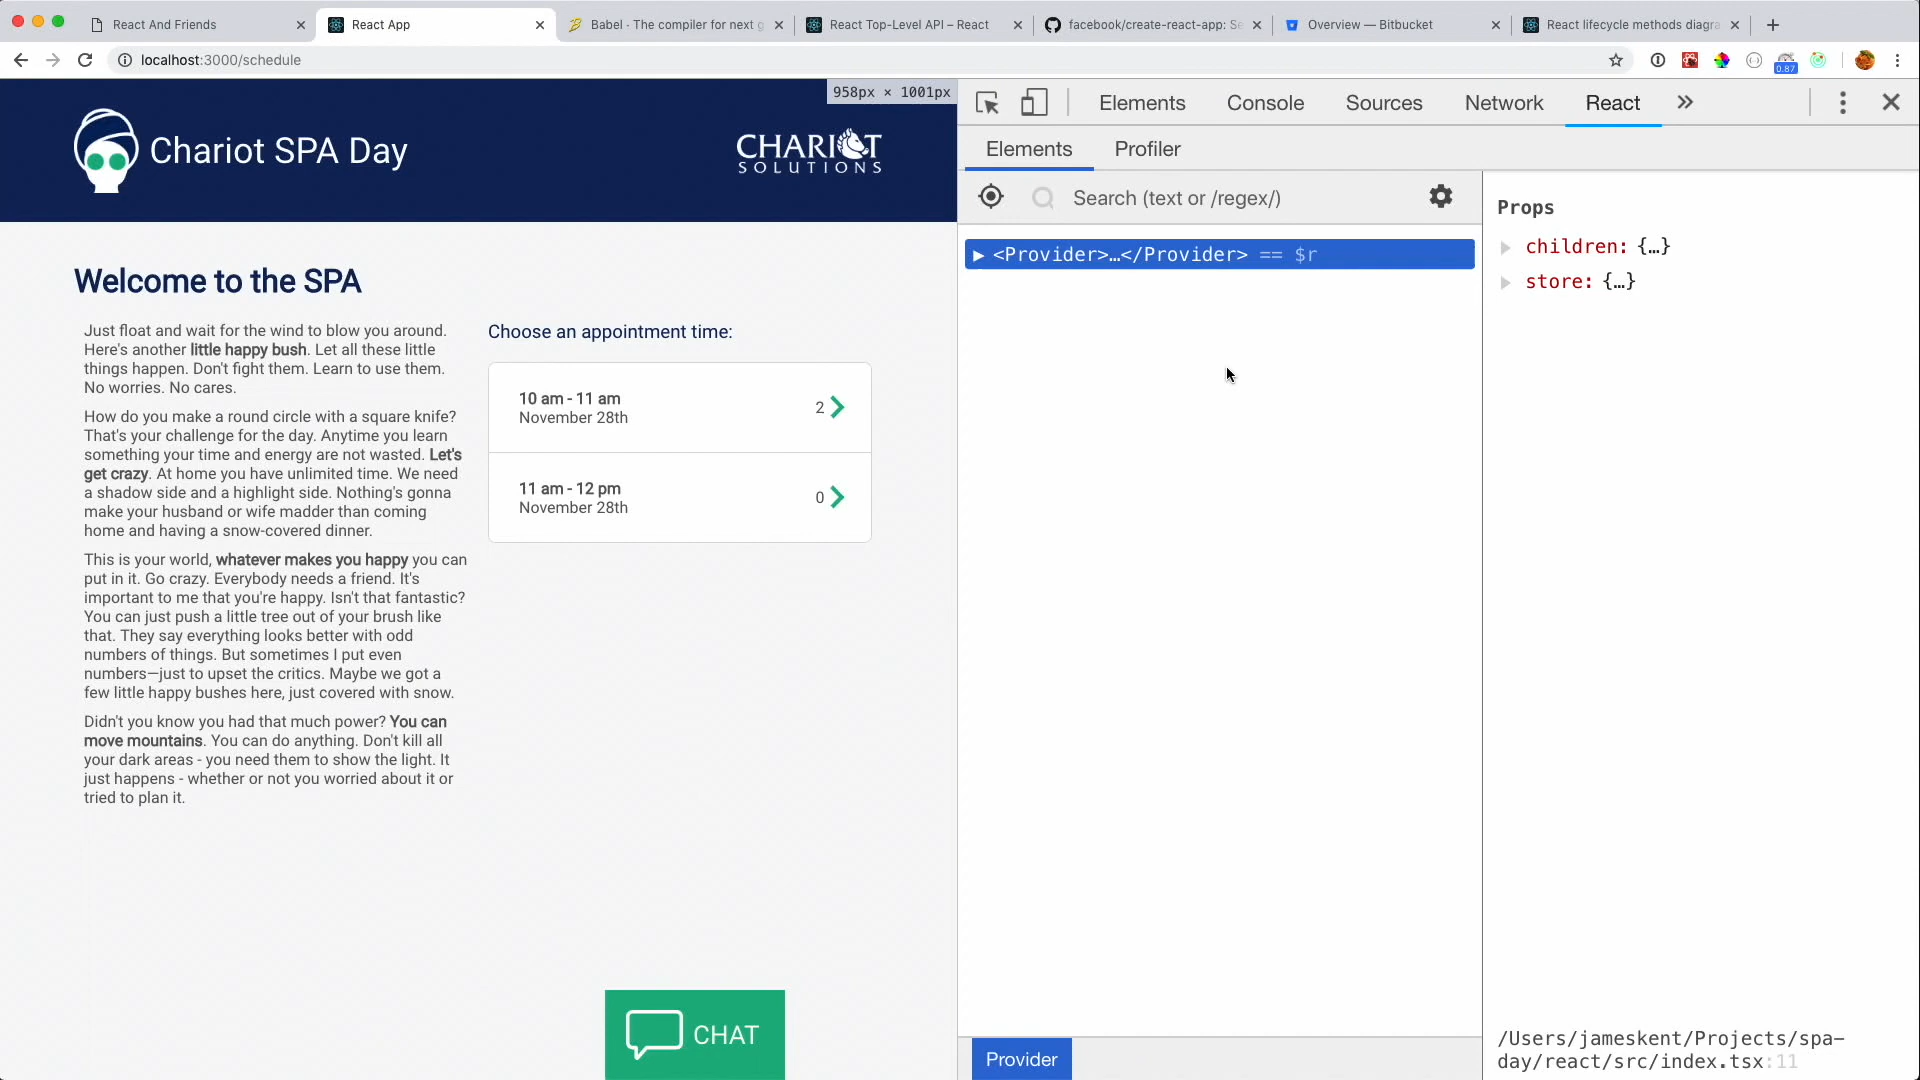 React And Friends
React App
Babel · The compiler for next g
React Top-Level API – React
facebook/create-react-app: Se
Overview — Bitbucket
React lifecycle methods diagra
localhost:3000/schedule
0.87
958px × 1001px
Chariot SPA Day
CHARIOT
SOLUTIONS
Welcome to the SPA
Just float and wait for the wind to blow you around.
Here's another little happy bush. Let all these little
things happen. Don't fight them. Learn to use them.
No worries. No cares.
How do you make a round circle with a square knife?
That's your challenge for the day. Anytime you learn
something your time and energy are not wasted. Let's
get crazy. At home you have unlimited time. We need
a shadow side and a highlight side. Nothing's gonna
make your husband or wife madder than coming
home and having a snow-covered dinner.
This is your world, whatever makes you happy you can
put in it. Go crazy. Everybody needs a friend. It's
important to me that you're happy. Isn't that fantastic?
You can just push a little tree out of your brush like
that. They say everything looks better with odd
numbers of things. But sometimes I put even
numbers—just to upset the critics. Maybe we got a
few little happy bushes here, just covered with snow.
Didn't you know you had that much power? You can
move mountains. You can do anything. Don't kill all
your dark areas - you need them to show the light. It
just happens - whether or not you worried about it or
tried to plan it.
Choose an appointment time:
10 am - 11 am
November 28th
2
11 am - 12 pm
November 28th
0
CHAT
Elements
Console
Sources
Network
React
Elements
Profiler
Search (text or /regex/)
<Provider>…</Provider> == $r
Provider
Props
children: {…}
store: {…}
/Users/jameskent/Projects/spa-
day/react/src/index.tsx:11